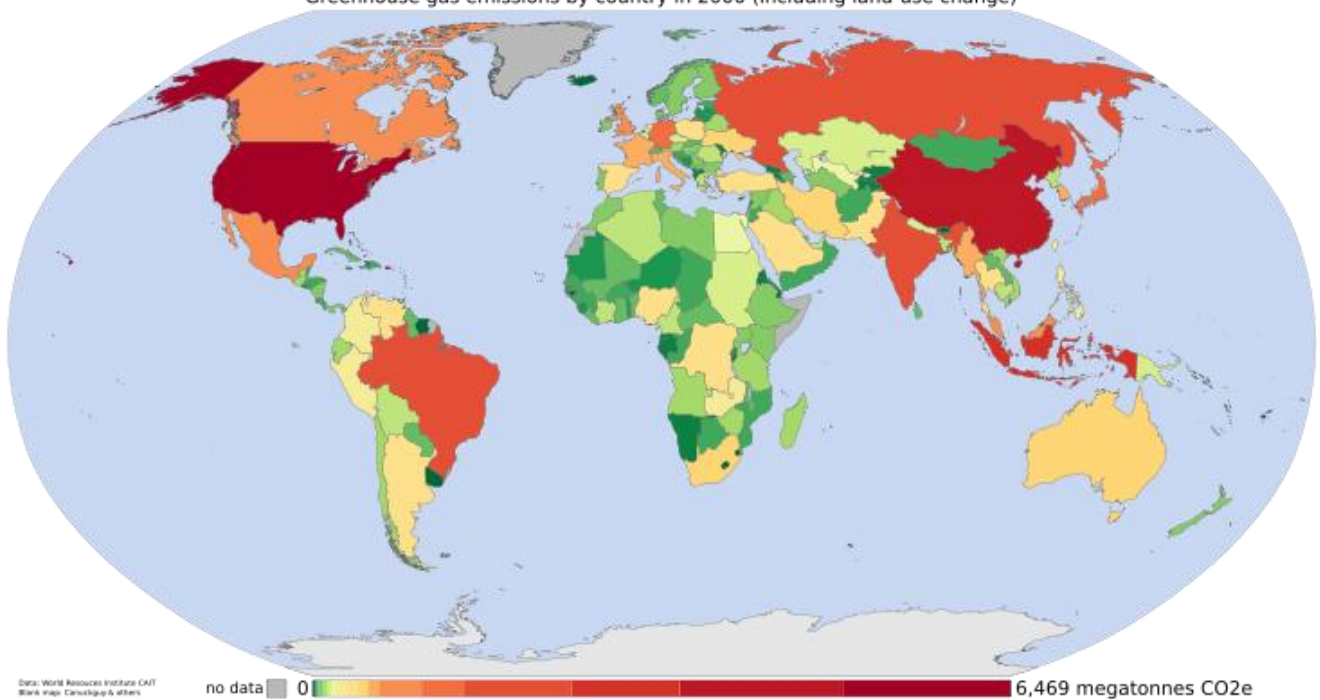 Greenhouse gas emissions by country in 2000 (including land-use change)
Data: World Resouces Institute CAIT
Blank map: Canuckguy & others
no data 0 6,469 megatonnes CO2e